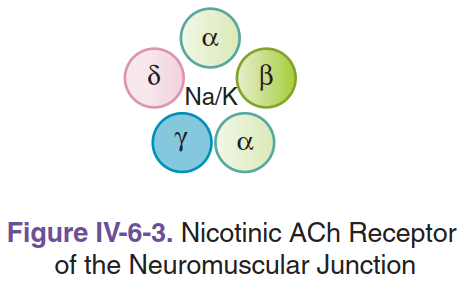 α
δ
β
Na/K
γ
α
Figure IV-6-3. Nicotinic ACh Receptor
of the Neuromuscular Junction